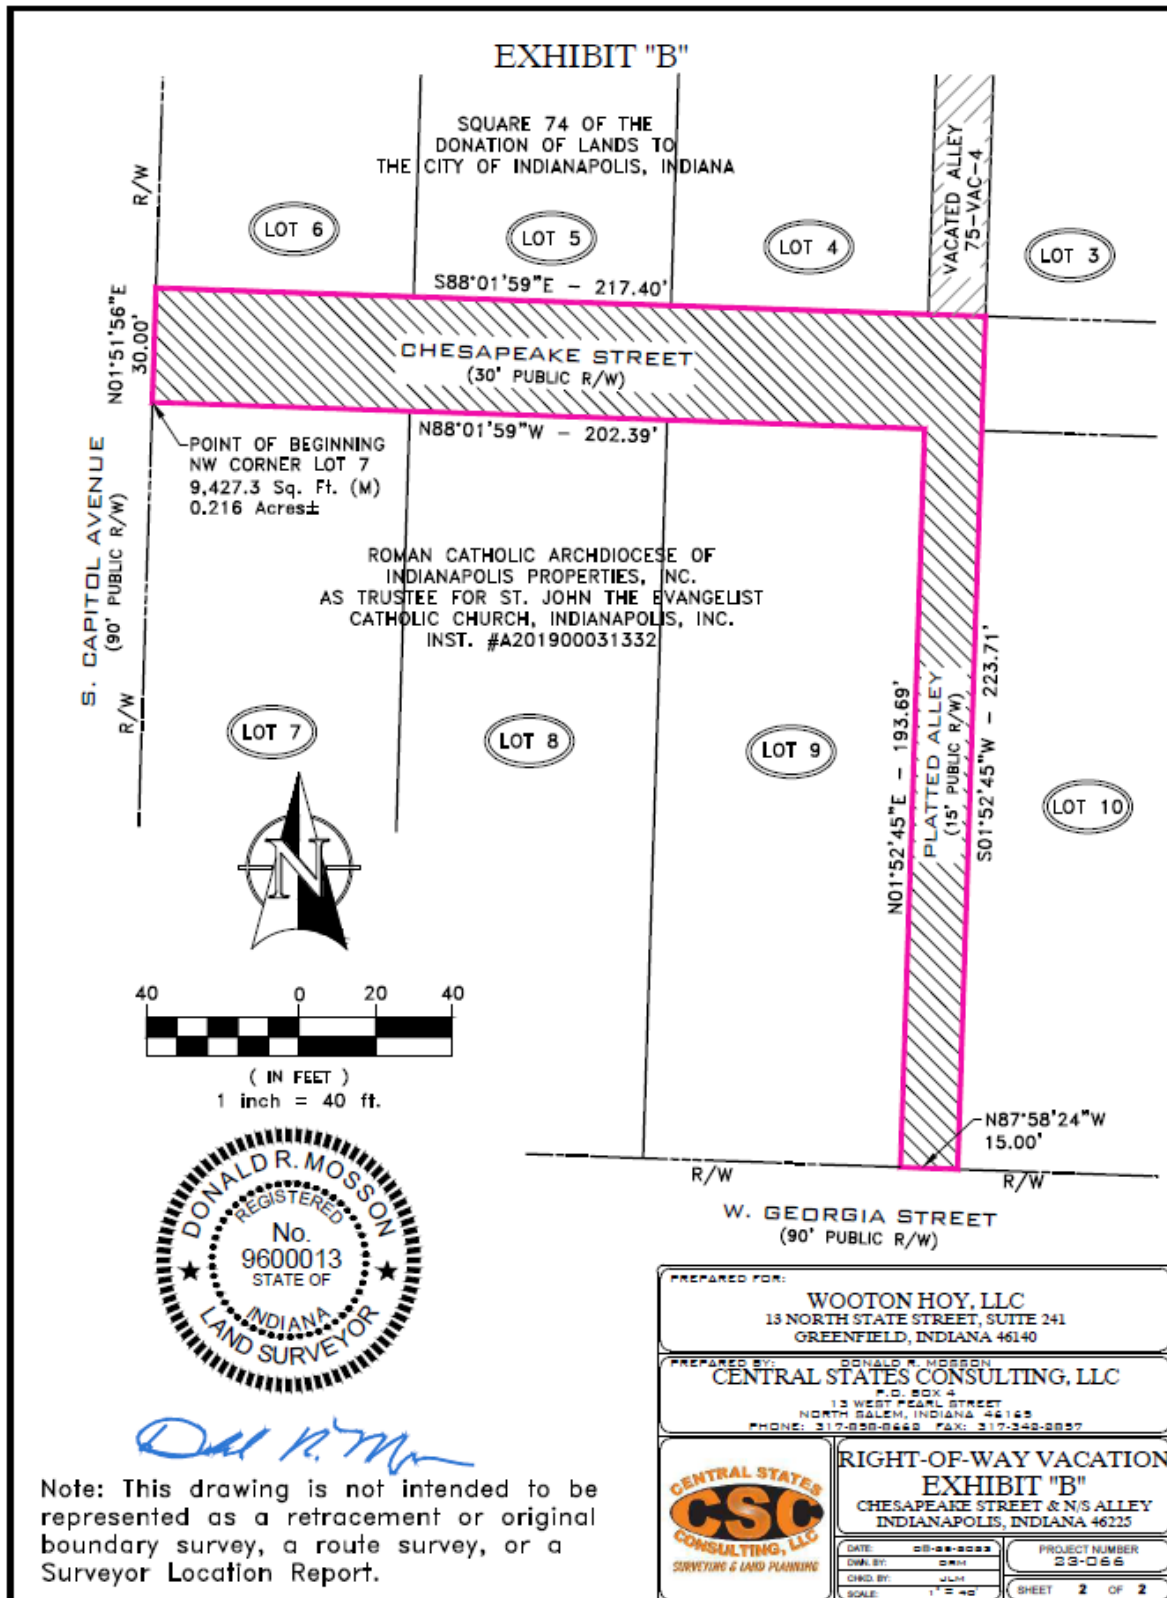 EXHIBIT "B"
SQUARE 74 OF THE
DONATION OF LANDS TO
THE CITY OF INDIANAPOLIS, INDIANA
R/W
VACATED ALLEY
75-VAC-4
LOT 6
LOT 5
LOT 4
LOT 3
S88°01'59"E - 217.40'
N01°51'56"E
30.00'
CHESAPEAKE STREET
(30' PUBLIC R/W)
N88°01'59"W - 202.39'
POINT OF BEGINNING
NW CORNER LOT 7
9,427.3 Sq. Ft. (M)
0.216 Acres±
S. CAPITOL AVENUE
(90' PUBLIC R/W)
R/W
ROMAN CATHOLIC ARCHDIOCESE OF
INDIANAPOLIS PROPERTIES, INC.
AS TRUSTEE FOR ST. JOHN THE EVANGELIST
CATHOLIC CHURCH, INDIANAPOLIS, INC.
INST. #A201900031332
N01°52'45"E - 193.69'
PLATTED ALLEY
(15' PUBLIC R/W)
S01°52'45"W - 223.71'
LOT 7
LOT 8
LOT 9
LOT 10
N
40 0 20 40
( IN FEET )
1 inch = 40 ft.
N87°58'24"W
15.00'
R/W
R/W
W. GEORGIA STREET
(90' PUBLIC R/W)
DONALD R. MOSSON
REGISTERED
No.
9600013
STATE OF
INDIANA
LAND SURVEYOR
Note: This drawing is not intended to be
represented as a retracement or original
boundary survey, a route survey, or a
Surveyor Location Report.
PREPARED FOR:
WOOTON HOY, LLC
13 NORTH STATE STREET, SUITE 241
GREENFIELD, INDIANA 46140
PREPARED BY: DONALD R. MOSSON
CENTRAL STATES CONSULTING, LLC
P.O. BOX 4
13 WEST PEARL STREET
NORTH SALEM, INDIANA 46165
PHONE: FAX:
CENTRAL STATES
CSC
CONSULTING, LLC
SURVEYING & LAND PLANNING
RIGHT-OF-WAY VACATION
EXHIBIT "B"
CHESAPEAKE STREET & N/S ALLEY
INDIANAPOLIS, INDIANA 46225
DATE:
DWN. BY: DRM
CHKD. BY: JLM
SCALE: 1" = 40'
PROJECT NUMBER
23-066
SHEET 2 OF 2